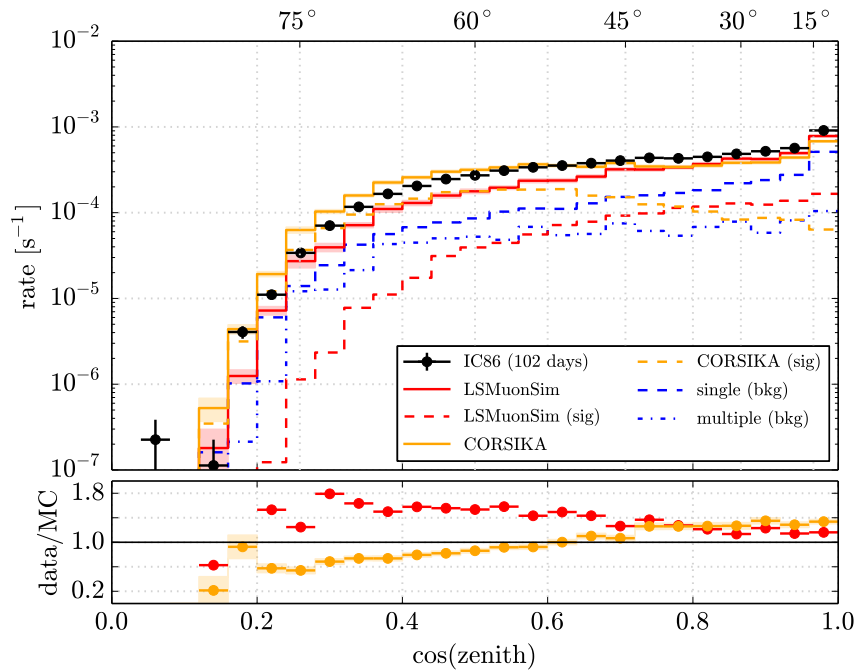 75° 60° 45° 30° 15°
10⁻²
10⁻³
10⁻⁴
10⁻⁵
10⁻⁶
10⁻⁷
rate [s⁻¹]
IC86 (102 days)
LSMuonSim
LSMuonSim (sig)
CORSIKA
CORSIKA (sig)
single (bkg)
multiple (bkg)
1.8
1.0
0.2
data/MC
0.0 0.2 0.4 0.6 0.8 1.0
cos(zenith)